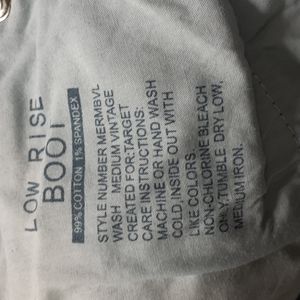 LOW RISE
BOOT
99% COTTON 1% SPANDEX
STYLE NUMBER MERMBVL
WASH MEDIUM VINTAGE
CREATED FOR:TARGET
CARE INSTRUCTIONS:
MACHINE OR HAND WASH
COLD, INSIDE OUT WITH
LIKE COLORS.
NON-CHLORINE BLEACH
ONLY.TUMBLE DRY LOW,
MEDIUM IRON.